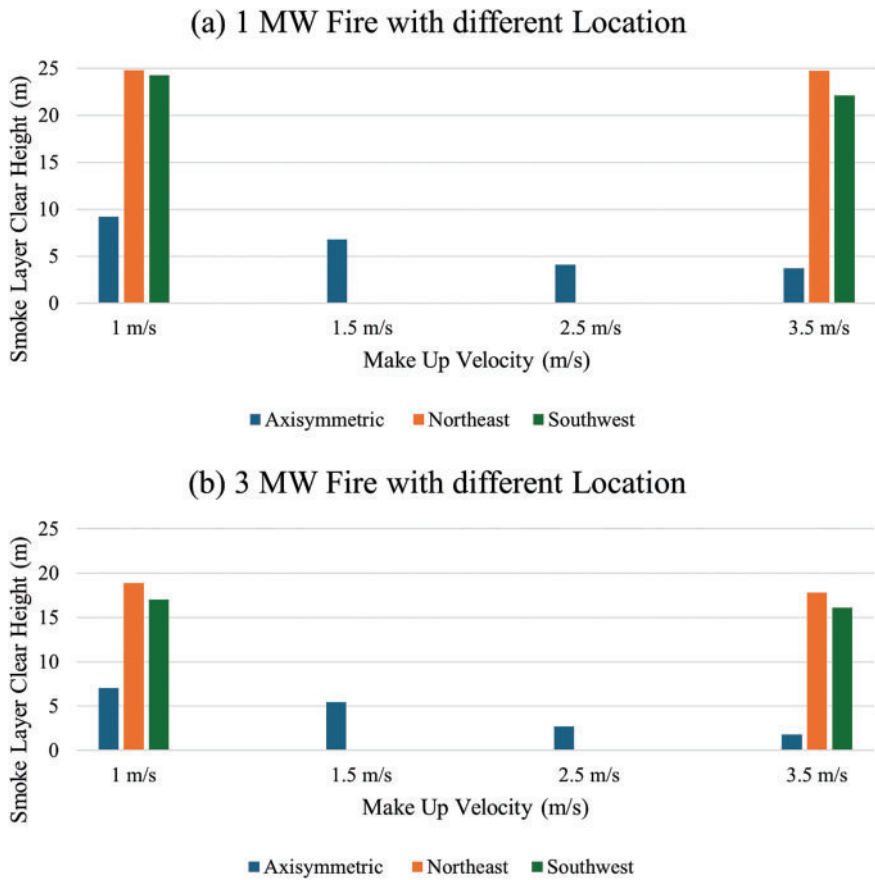 (a) 1 MW Fire with different Location
Smoke Layer Clear Height (m)
25
20
15
10
5
0
1 m/s 1.5 m/s 2.5 m/s 3.5 m/s
Make Up Velocity (m/s)
Axisymmetric Northeast Southwest
(b) 3 MW Fire with different Location
Smoke Layer Clear Height (m)
25
20
15
10
5
0
1 m/s 1.5 m/s 2.5 m/s 3.5 m/s
Make Up Velocity (m/s)
Axisymmetric Northeast Southwest